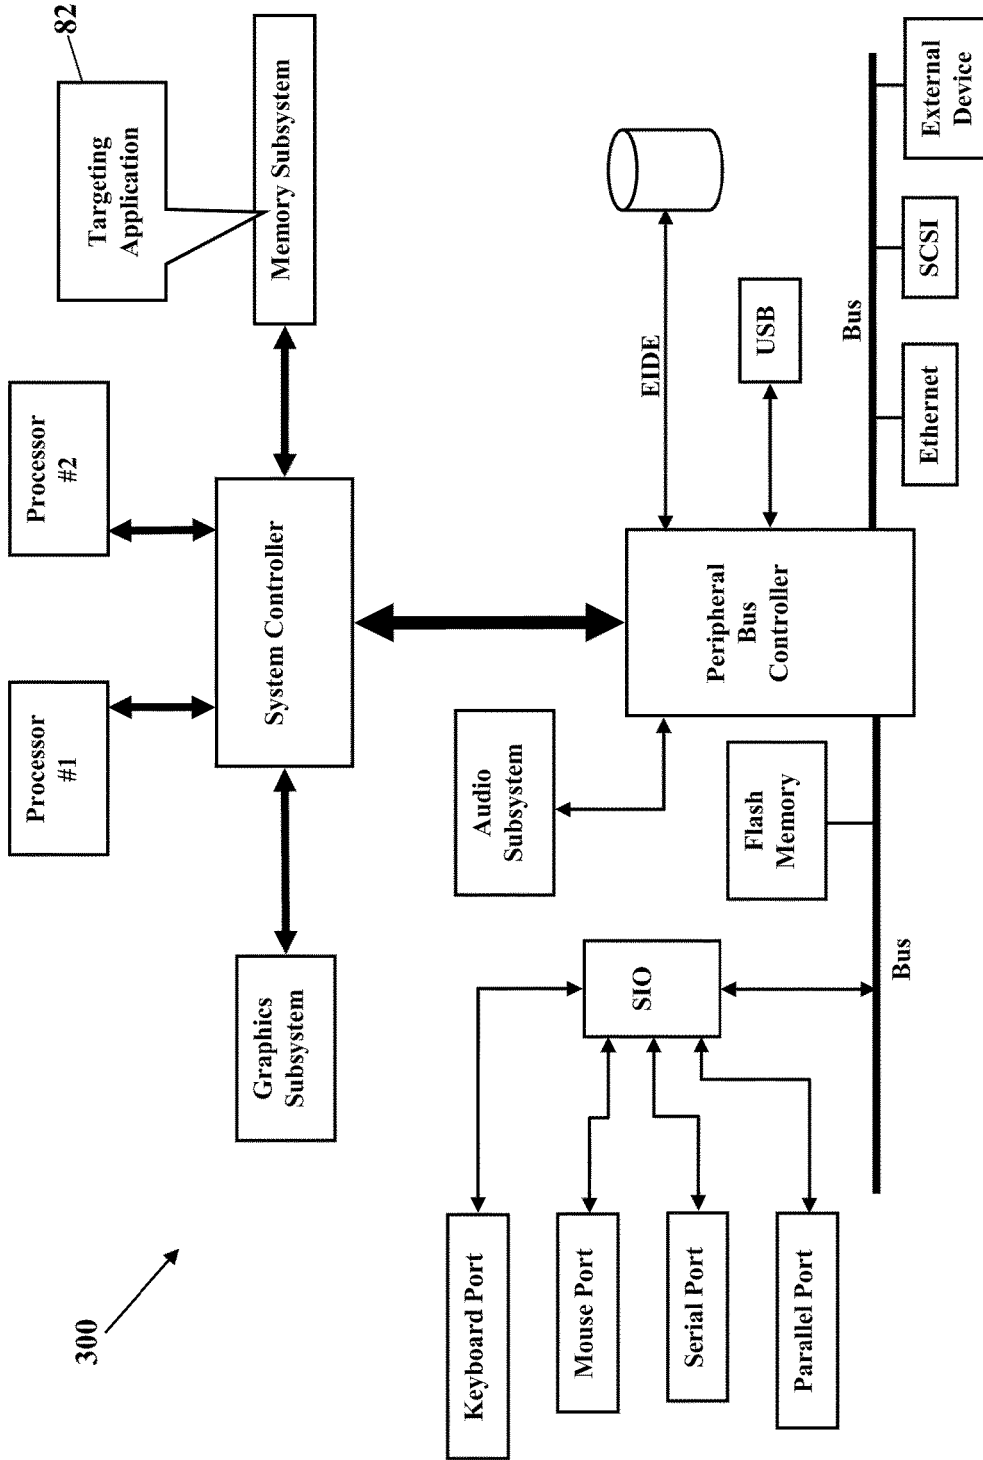 300
Processor
#1
Processor
#2
Targeting
Application
82
Graphics
Subsystem
System Controller
Memory Subsystem
Keyboard Port
Mouse Port
Serial Port
Parallel Port
SIO
Audio
Subsystem
Flash
Memory
Peripheral
Bus
Controller
EIDE
USB
Bus
Bus
Ethernet
SCSI
External
Device